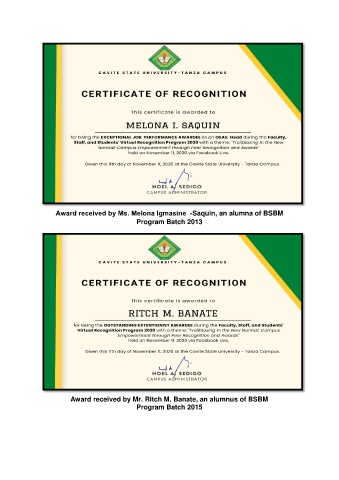 CAVITE STATE UNIVERSITY-TANZA CAMPUS
CERTIFICATE OF RECOGNITION
This certificate is awarded to
MELONA I. SAQUIN
for being the EXCEPTIONAL JOB PERFORMANCE AWARDEE as an OSAS Head during the Faculty,
Staff, and Students' Virtual Recognition Program 2020 with a theme: "Trailblazing in the New
Normal: Campus Empowerment through Peer Recognition and Awards"
held on November 11, 2020 via Facebook Live.
Given this 11th day of November 11, 2020 at the Cavite State University - Tanza Campus.
NOEL A. SEDIGO
CAMPUS ADMINISTRATOR
Award received by Ms. Melona Igmasine -Saquin, an alumna of BSBM
Program Batch 2013
CAVITE STATE UNIVERSITY-TANZA CAMPUS
CERTIFICATE OF RECOGNITION
This certificate is awarded to
RITCH M. BANATE
for being the OUTSTANDING EXTENTIONIST AWARDEE during the Faculty, Staff, and Students'
Virtual Recognition Program 2020 with a theme: "Trailblazing in the New Normal: Campus
Empowerment through Peer Recognition and Awards"
held on November 11, 2020 via Facebook Live.
Given this 11th day of November 11, 2020 at the Cavite State University - Tanza Campus.
NOEL A. SEDIGO
CAMPUS ADMINISTRATOR
Award received by Mr. Ritch M. Banate, an alumnus of BSBM
Program Batch 2015